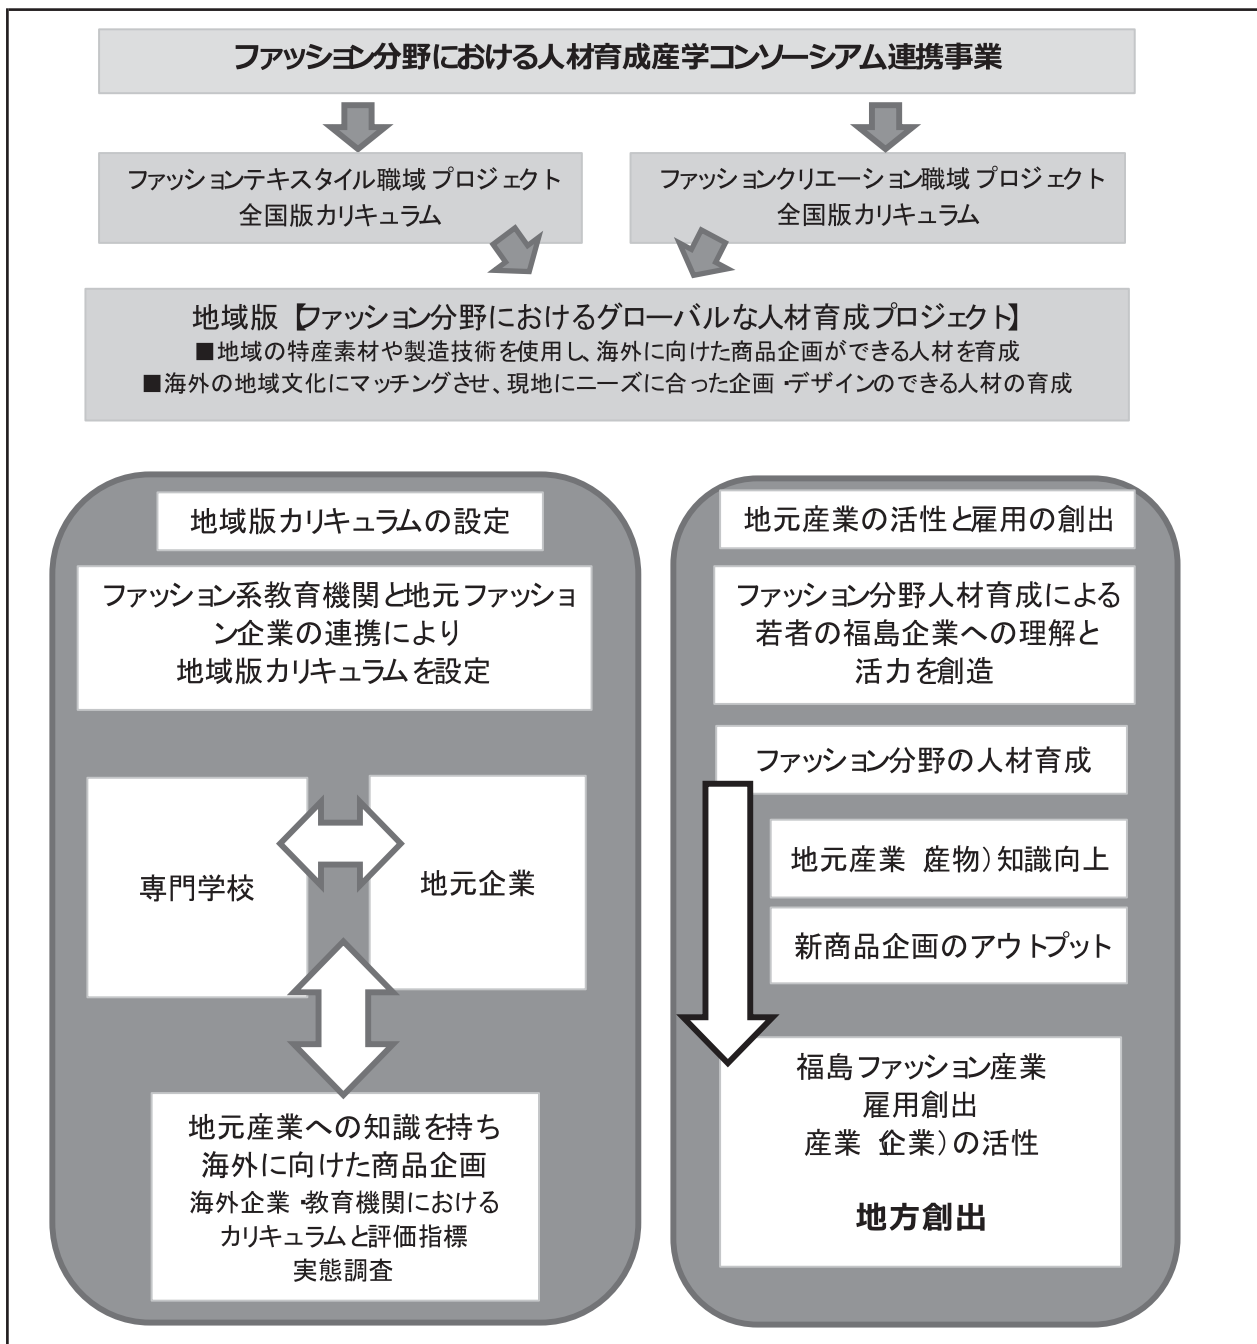 ファッション分野における人材育成産学コンソーシアム連携事業
ファッションテキスタイル職域プロジェクト
全国版カリキュラム
ファッションクリエーション職域プロジェクト
全国版カリキュラム
地域版【ファッション分野におけるグローバルな人材育成プロジェクト】
■地域の特産素材や製造技術を使用し、海外に向けた商品企画ができる人材を育成
■海外の地域文化にマッチングさせ、現地にニーズに合った企画・デザインのできる人材の育成
地域版カリキュラムの設定
ファッション系教育機関と地元ファッショ
ン企業の連携により
地域版カリキュラムを設定
専門学校
地元企業
地元産業への知識を持ち
海外に向けた商品企画
海外企業・教育機関における
カリキュラムと評価指標
実態調査
地元産業の活性と雇用の創出
ファッション分野人材育成による
若者の福島企業への理解と
活力を創造
ファッション分野の人材育成
地元産業(産物)知識向上
新商品企画のアウトプット
福島ファッション産業
雇用創出
産業(企業)の活性
地方創出